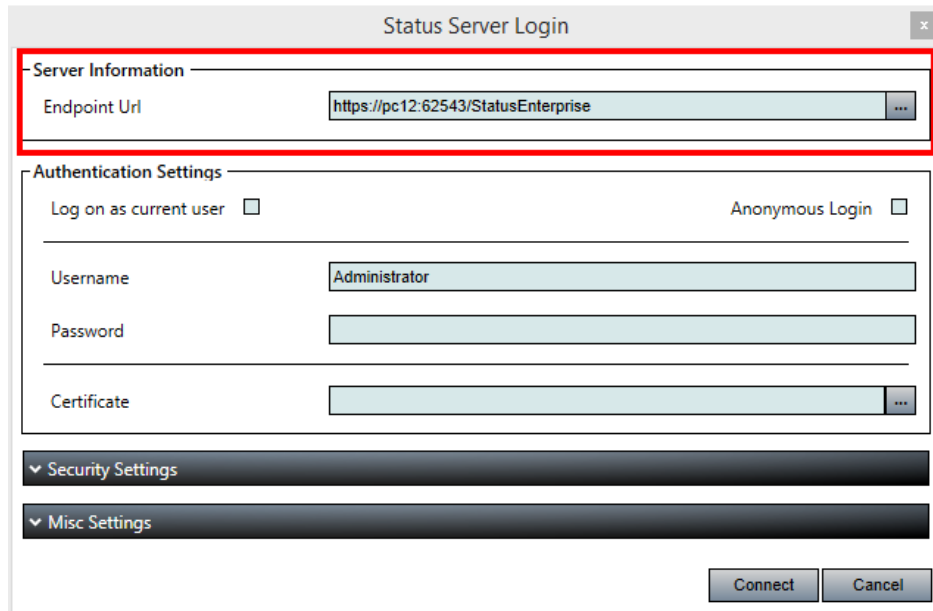 Status Server Login
x
Server Information
Endpoint Url https://pc12:62543/StatusEnterprise ...
Authentication Settings
Log on as current user Anonymous Login
Username Administrator
Password
Certificate ...
Security Settings
Misc Settings
Connect Cancel